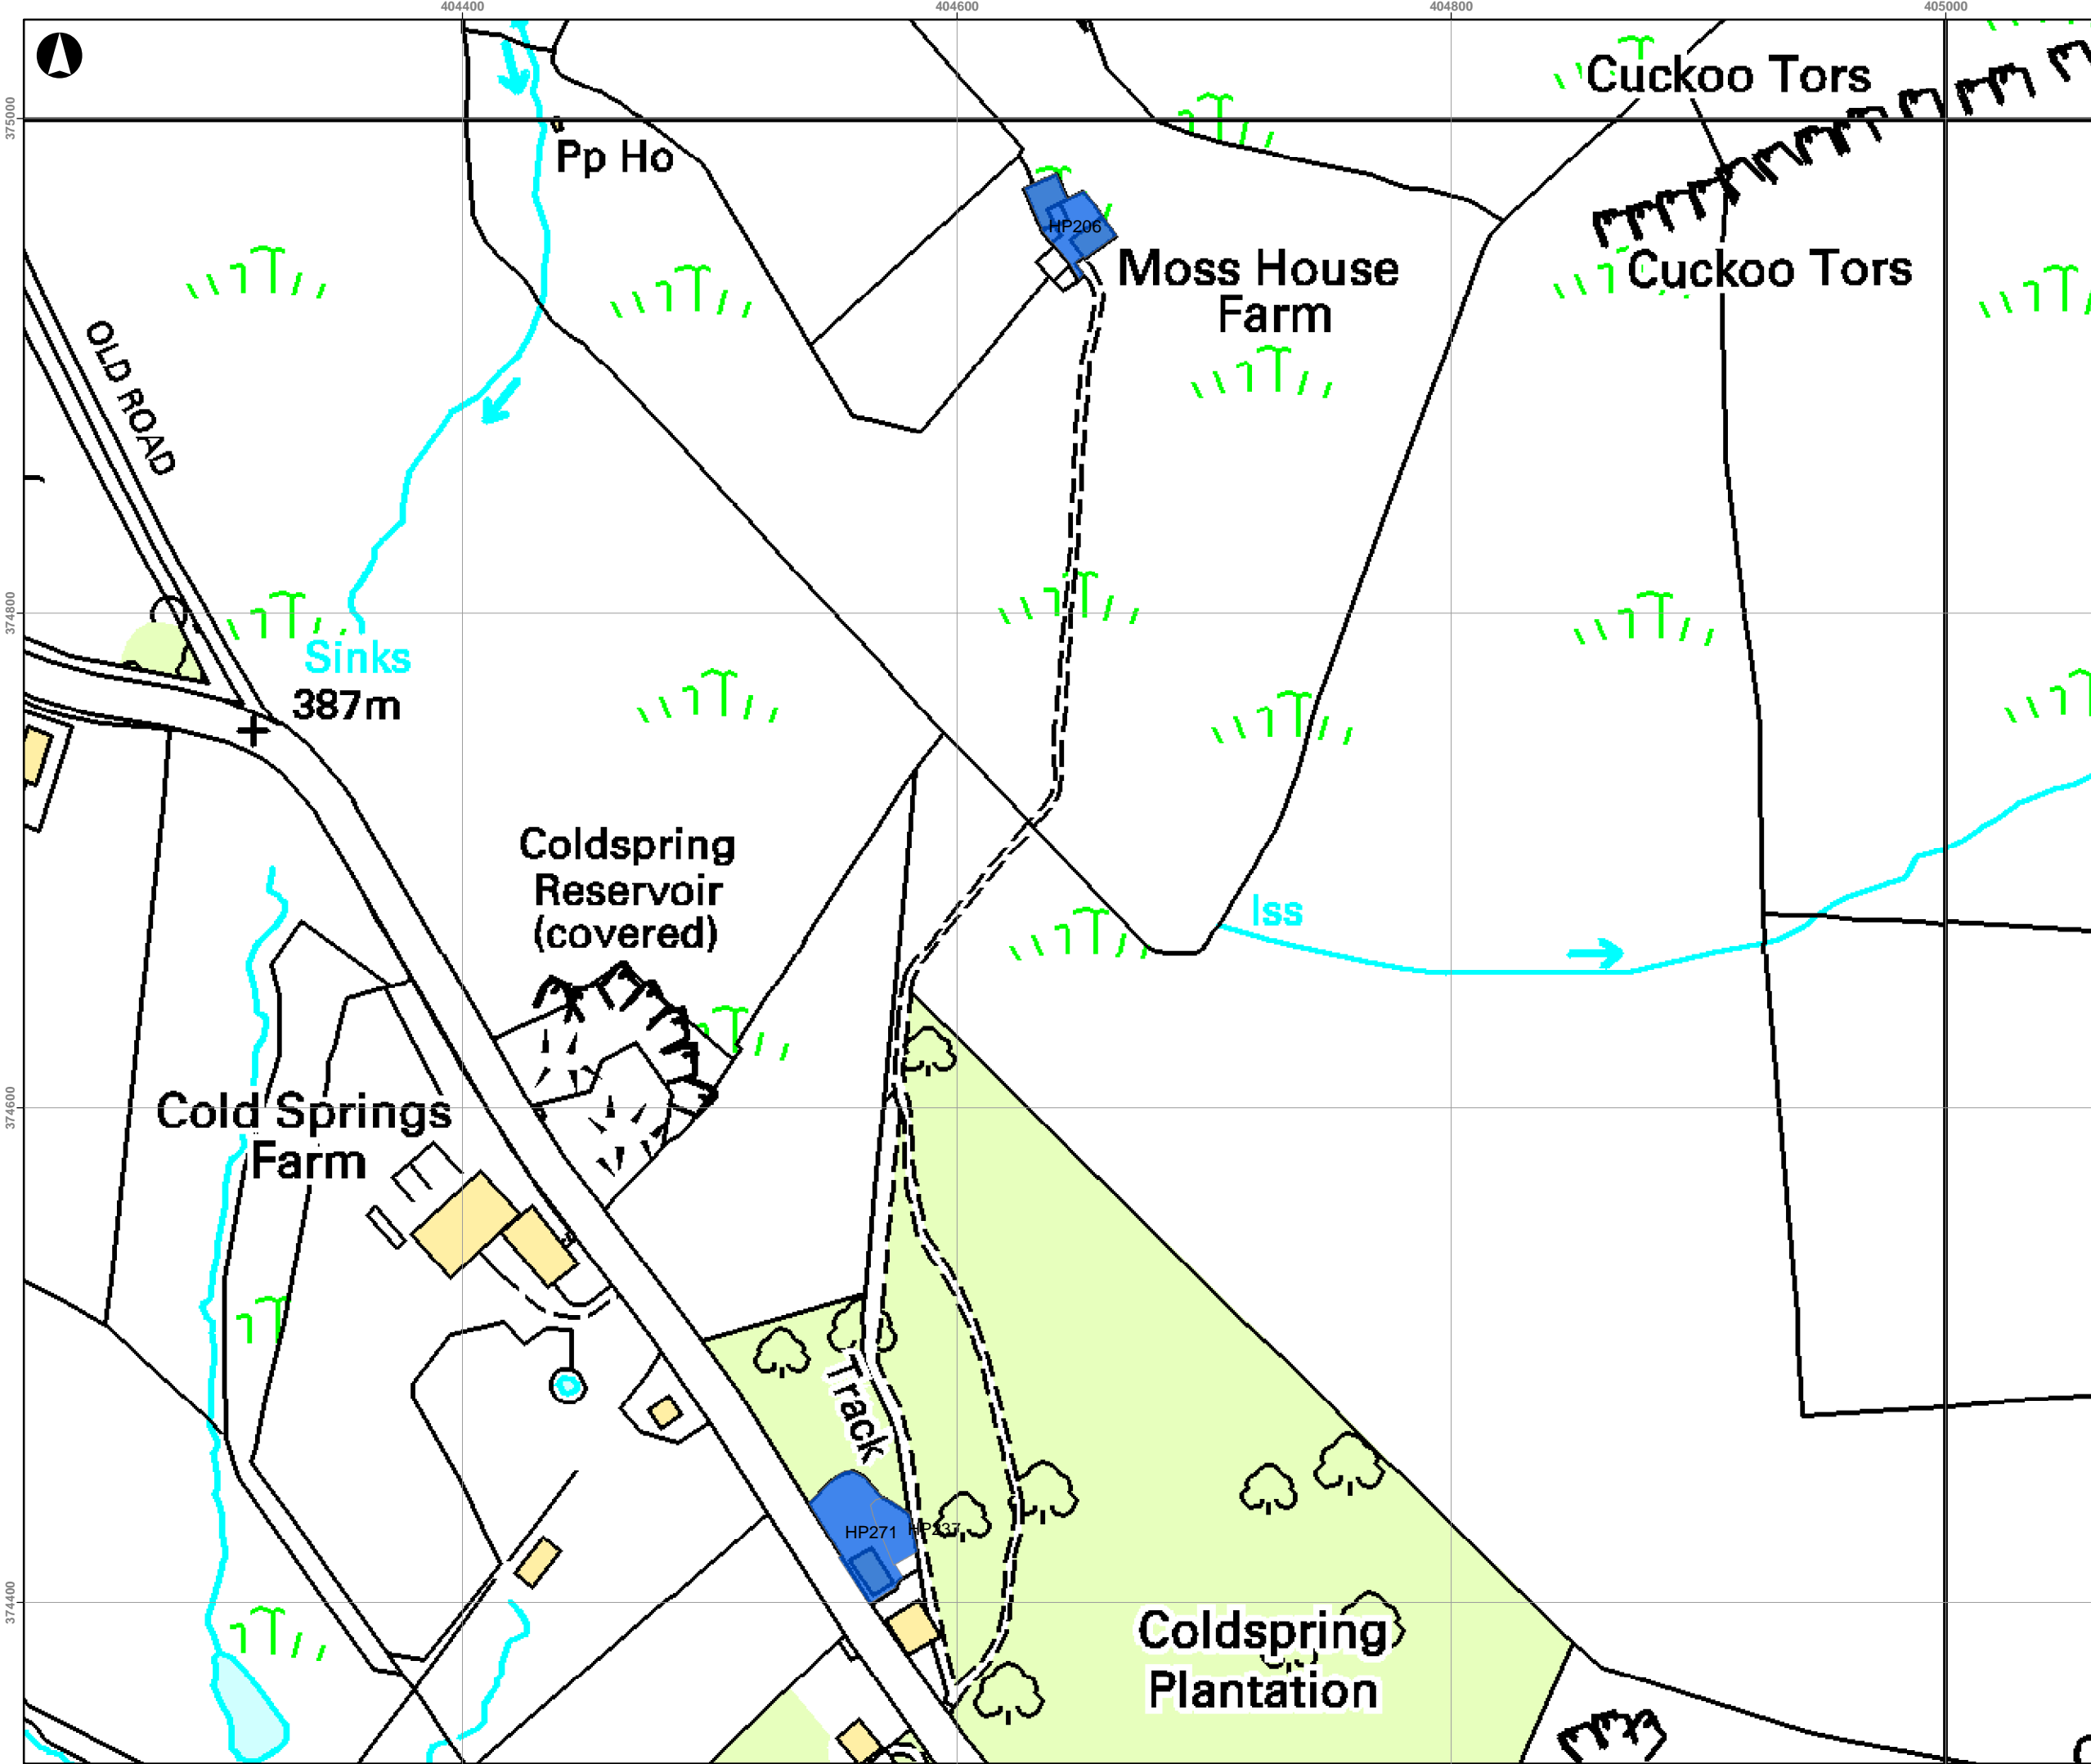 404400
404600
404800
405000
375000
374800
374600
374400
Cuckoo Tors
Pp Ho
HP206
Moss House
Farm
Cuckoo Tors
OLD ROAD
Sinks
387m
Coldspring
Reservoir
(covered)
Iss
Cold Springs
Farm
Track
HP271
HP237
Coldspring
Plantation